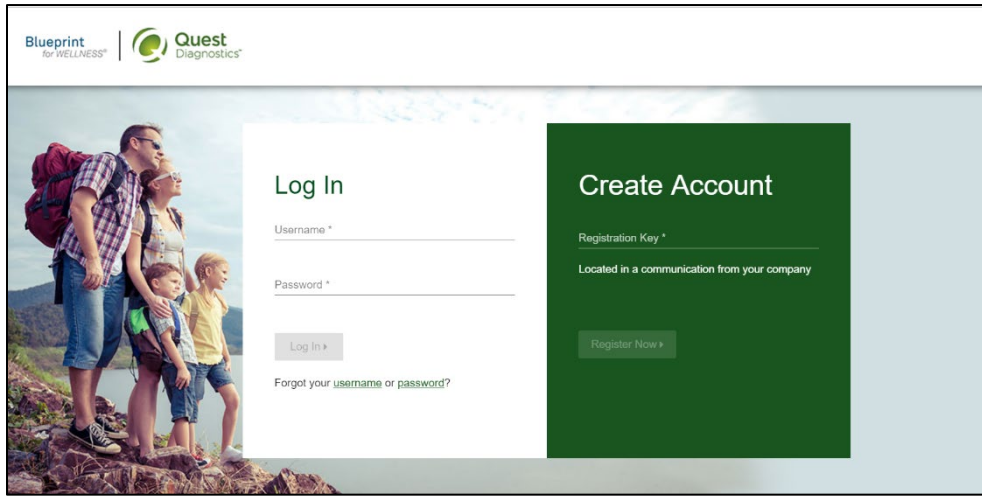 Blueprint
for WELLNESS®
Quest
Diagnostics™
Log In
Username *
Password *
Log In
Forgot your username or password?
Create Account
Registration Key *
Located in a communication from your company
Register Now